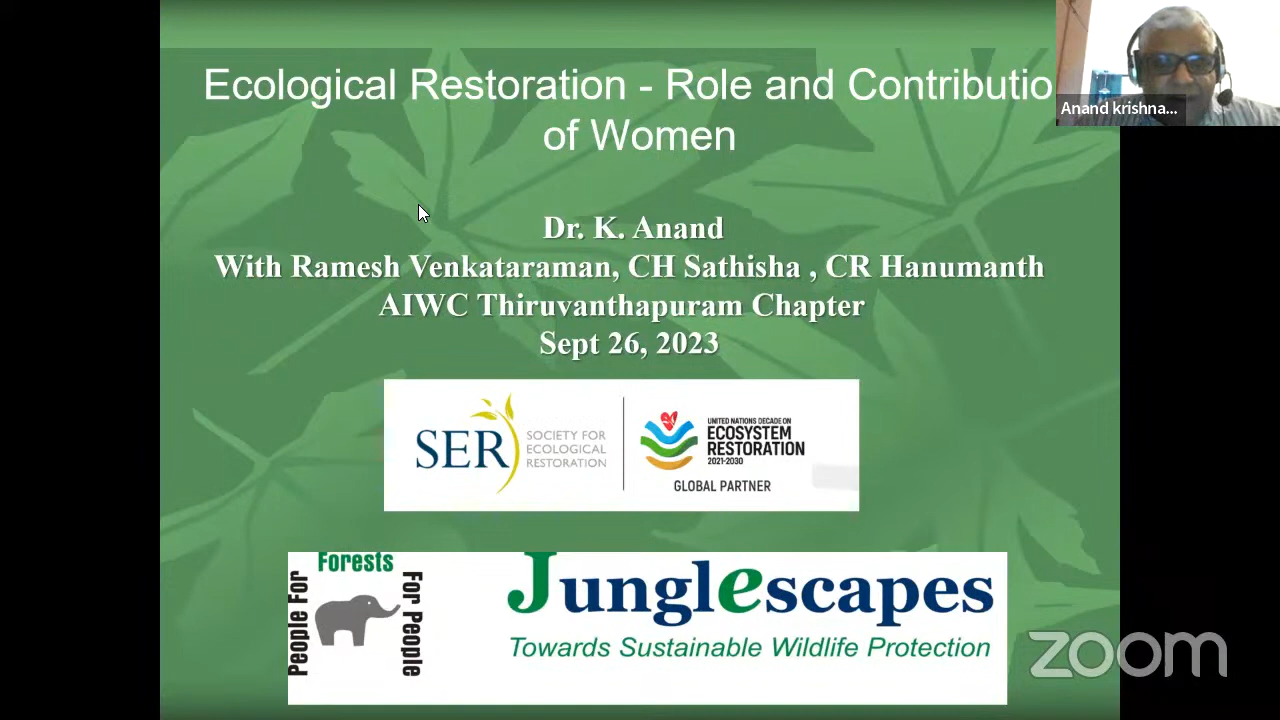 Ecological Restoration - Role and Contributio
of Women
Anand krishna...
Dr. K. Anand
With Ramesh Venkataraman, CH Sathisha , CR Hanumanth
AIWC Thiruvanthapuram Chapter
Sept 26, 2023
SER
SOCIETY FOR
ECOLOGICAL
RESTORATION
UNITED NATIONS DECADE ON
ECOSYSTEM
RESTORATION
2021-2030
GLOBAL PARTNER
People For
Forests
For People
Junglescapes
Towards Sustainable Wildlife Protection
zoom